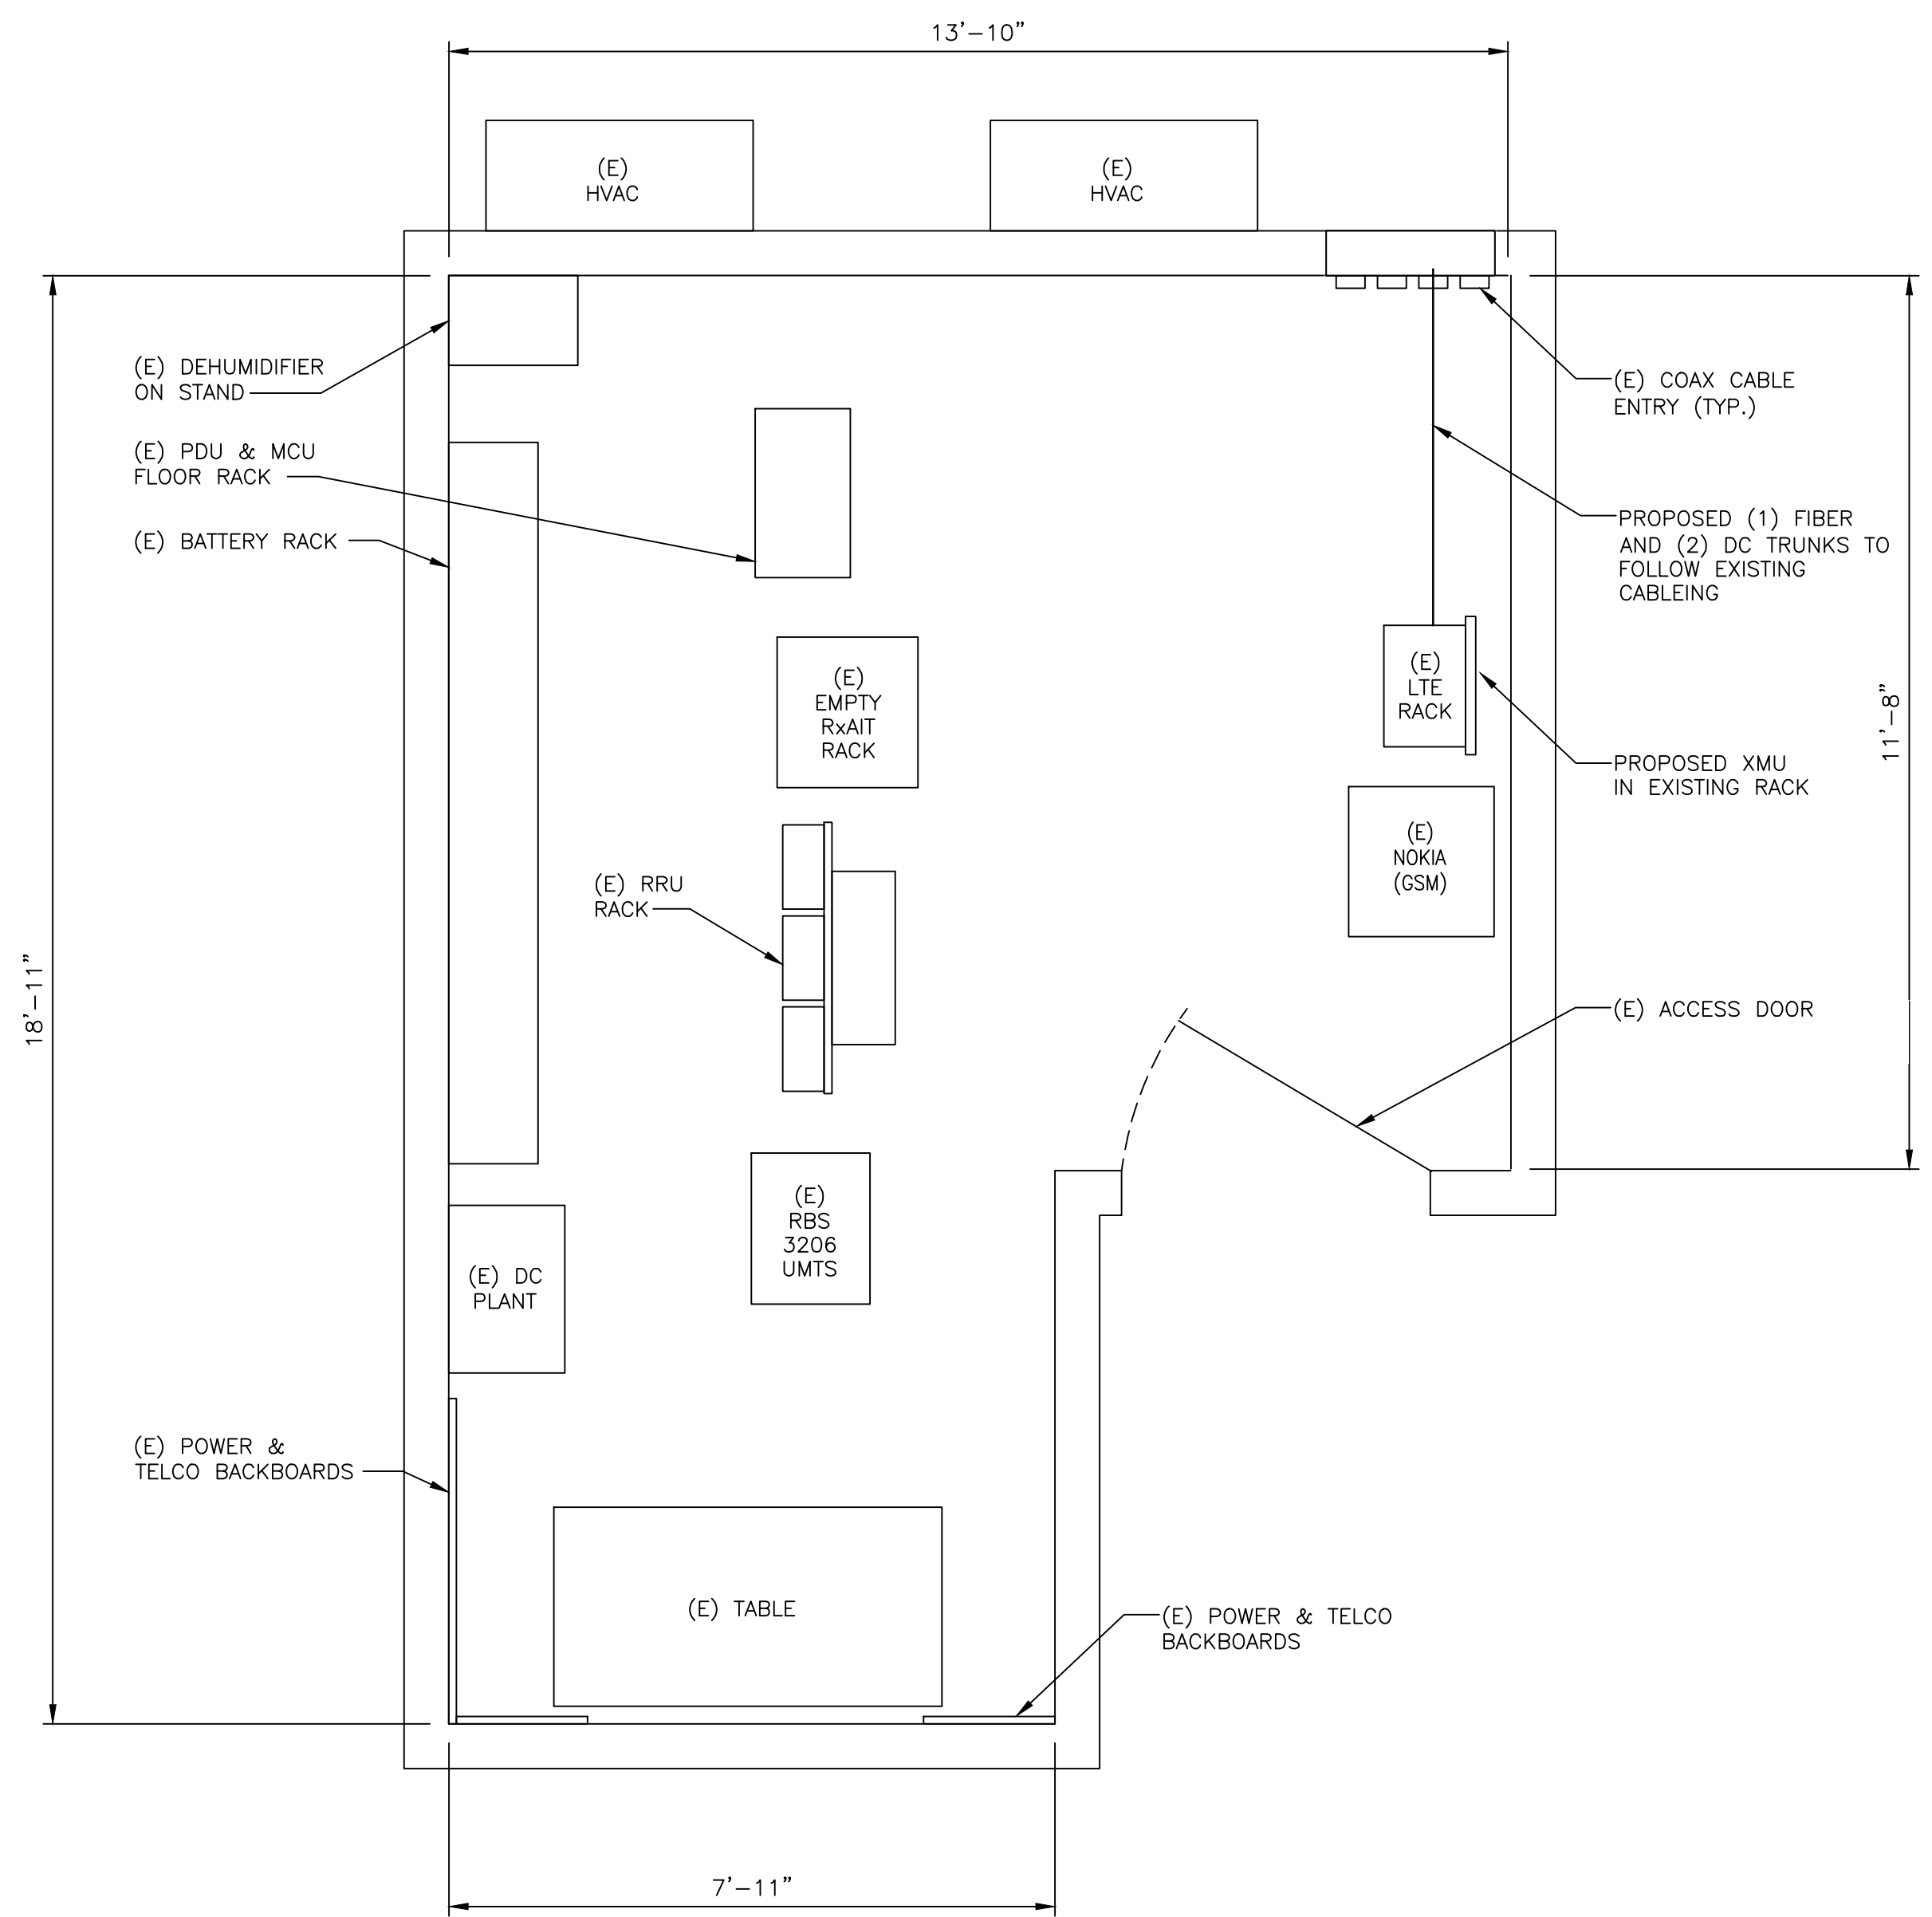 13'-10"
(E)
HVAC
(E)
HVAC
(E) DEHUMIDIFIER
ON STAND
(E) COAX CABLE
ENTRY (TYP.)
(E) PDU & MCU
FLOOR RACK
(E) BATTERY RACK
PROPOSED (1) FIBER
AND (2) DC TRUNKS TO
FOLLOW EXISTING
CABLEING
(E)
LTE
RACK
(E)
EMPTY
RxAIT
RACK
11'-8"
PROPOSED XMU
IN EXISTING RACK
(E)
NOKIA
(GSM)
(E) RRU
RACK
18'-11"
(E) ACCESS DOOR
(E)
RBS
3206
UMTS
(E) DC
PLANT
(E) POWER &
TELCO BACKBOARDS
(E) TABLE
(E) POWER & TELCO
BACKBOARDS
7'-11"